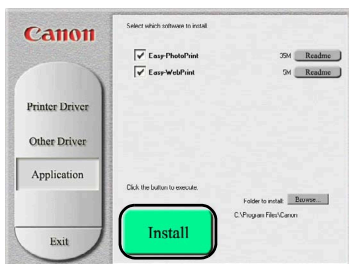 Canon
Select which software to install
Easy-PhotoPrint 35M Readme
Easy-WebPrint 5M Readme
Printer Driver
Other Driver
Application
Exit
Click the button to execute.
Install
Folder to install: Browse...
C:\Program Files\Canon